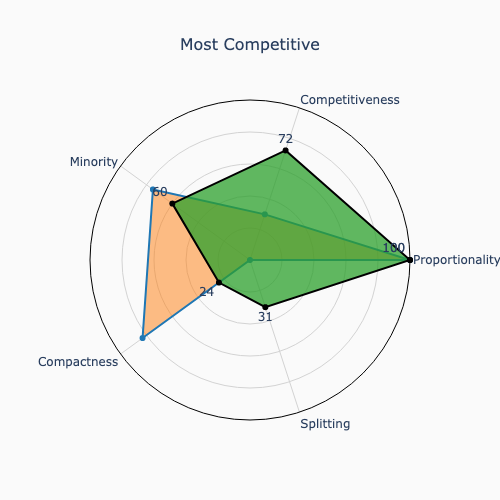 Most Competitive
Competitiveness
72
Minority
60
100
Proportionality
24
31
Compactness
Splitting